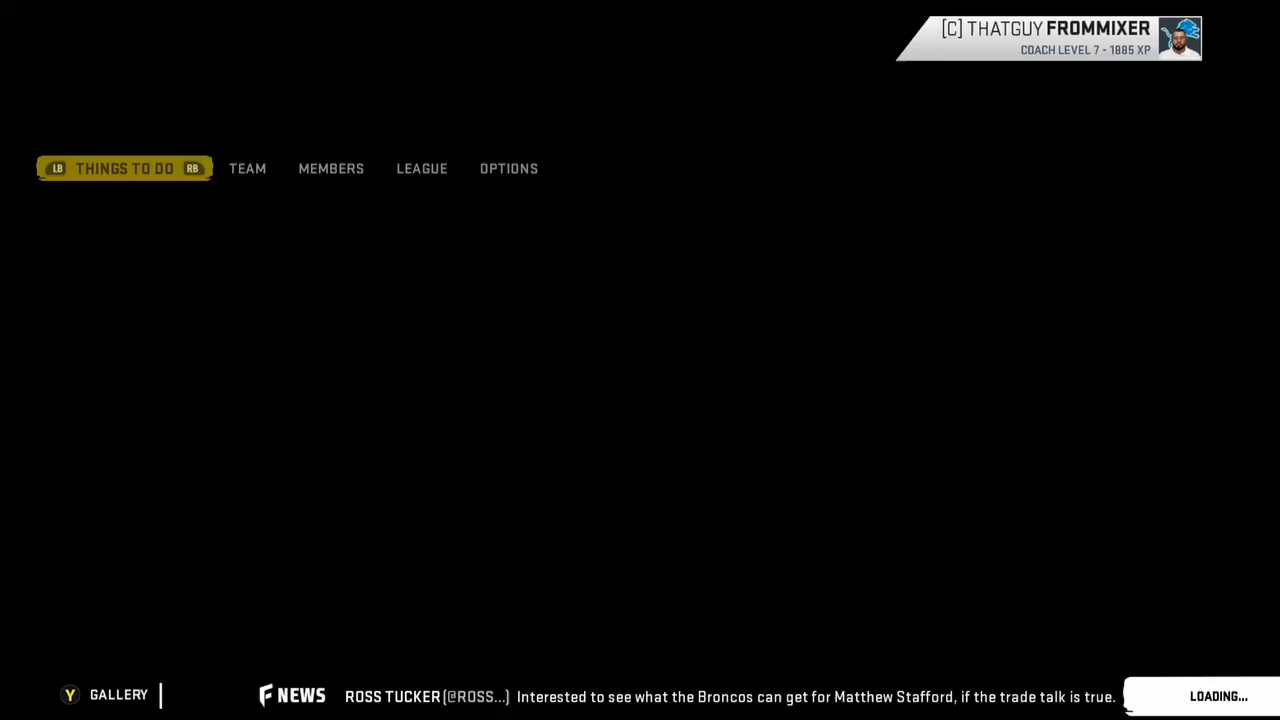 [C] THATGUY FROMMIXER
COACH LEVEL 7 - 1885 XP
LB THINGS TO DO RB TEAM MEMBERS LEAGUE OPTIONS
Y GALLERY NEWS ROSS TUCKER (@ROSS...) Interested to see what the Broncos can get for Matthew Stafford, if the trade talk is true. LOADING...